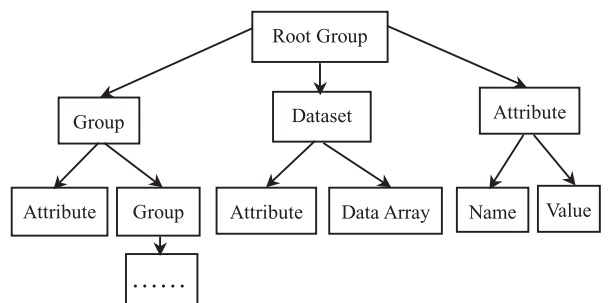 Root Group
Group
Dataset
Attribute
Attribute
Group
Attribute
Data Array
Name
Value
......